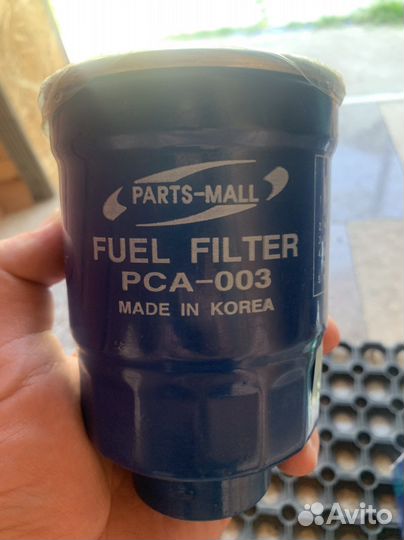 PARTS-MALL
FUEL FILTER
PCA-003
MADE IN KOREA
Avito